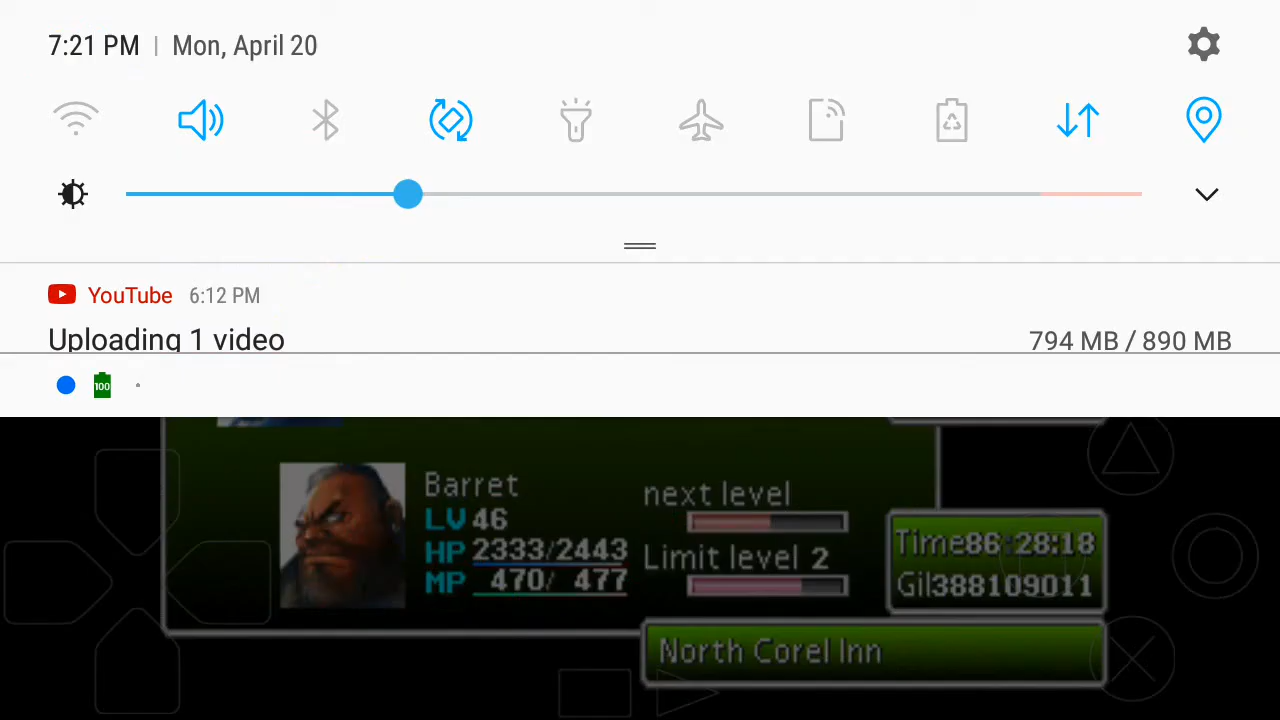 7:21 PM | Mon, April 20
YouTube 6:12 PM
Uploading 1 video 794 MB / 890 MB
100
Barret
LV 46
HP 2333/2443
MP 470/ 477
next level
Limit level 2
Time86:28:18
Gil388109011
North Corel Inn